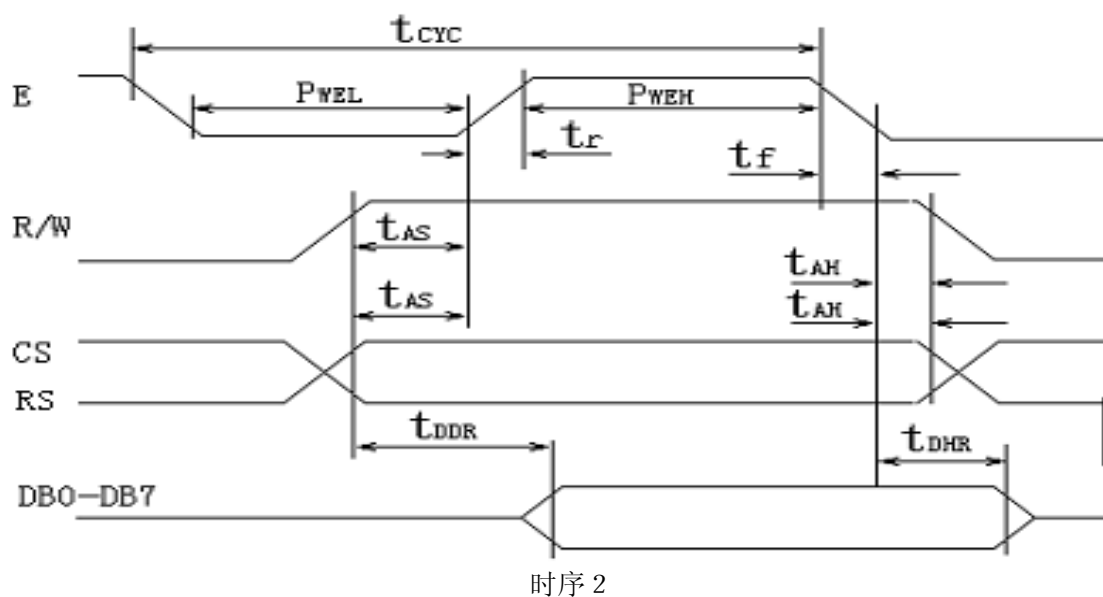 tCYC
E
PWEL
PWEH
tr
tf
R/W
tAS
tAH
tAS
tAH
CS
RS
tDDR
tDHR
DB0-DB7
时序 2